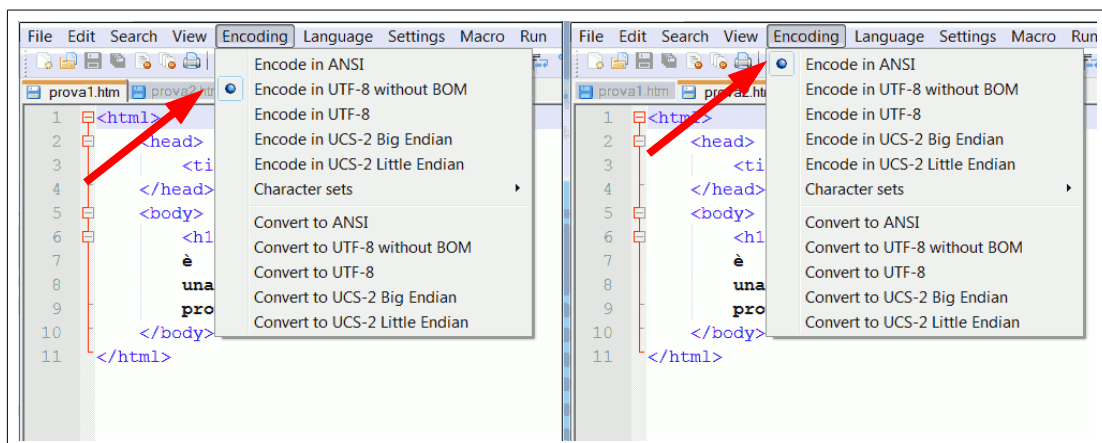 File Edit Search View Encoding Language Settings Macro Run
Encode in ANSI
prova1.htm prova2.htm Encode in UTF-8 without BOM
1 <html> Encode in UTF-8
2 <head> Encode in UCS-2 Big Endian
3 <ti Encode in UCS-2 Little Endian
4 </head> Character sets
5 <body> Convert to ANSI
6 <h1 Convert to UTF-8 without BOM
7 è Convert to UTF-8
8 una Convert to UCS-2 Big Endian
9 pro Convert to UCS-2 Little Endian
10 </body>
11 </html>
File Edit Search View Encoding Language Settings Macro Run
Encode in ANSI
prova1.htm prova2.htm Encode in UTF-8 without BOM
1 <html> Encode in UTF-8
2 <head> Encode in UCS-2 Big Endian
3 <ti Encode in UCS-2 Little Endian
4 </head> Character sets
5 <body> Convert to ANSI
6 <h1 Convert to UTF-8 without BOM
7 è Convert to UTF-8
8 una Convert to UCS-2 Big Endian
9 pro Convert to UCS-2 Little Endian
10 </body>
11 </html>